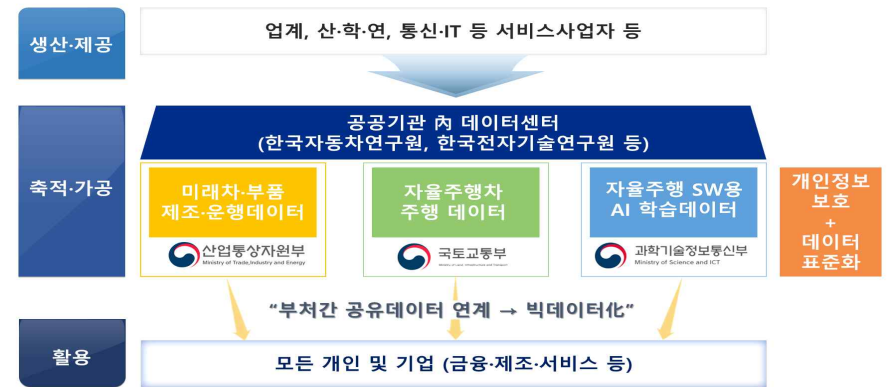 생산·제공
업계, 산·학·연, 통신·IT 등 서비스사업자 등
축적·가공
공공기관 內 데이터센터
(한국자동차연구원, 한국전자기술연구원 등)
미래차·부품
제조·운행데이터
산업통상자원부
Ministry of Trade, Industry and Energy
자율주행차
주행 데이터
국토교통부
Ministry of Land, Infrastructure and Transport
자율주행 SW용
AI 학습데이터
과학기술정보통신부
Ministry of Science and ICT
개인정보
보호
+
데이터
표준화
“부처간 공유데이터 연계 → 빅데이터化”
활용
모든 개인 및 기업 (금융·제조·서비스 등)